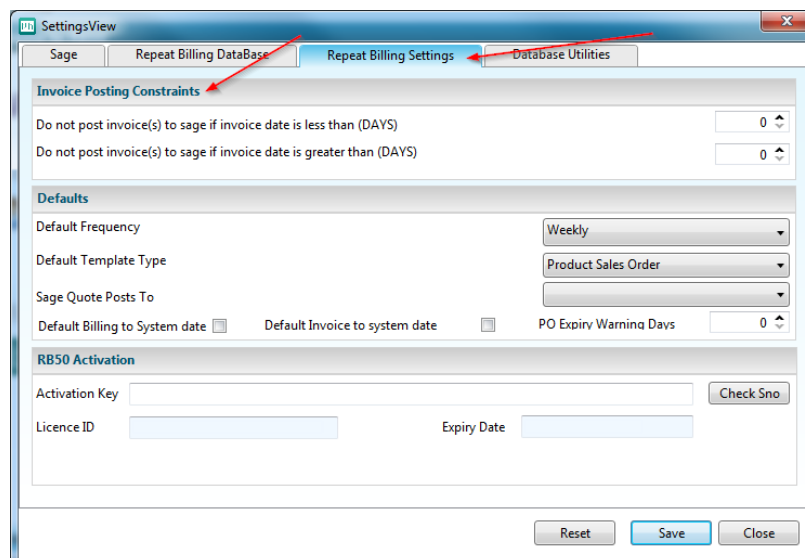 SettingsView
Sage Repeat Billing DataBase Repeat Billing Settings Database Utilities
Invoice Posting Constraints
Do not post invoice(s) to sage if invoice date is less than (DAYS) 0
Do not post invoice(s) to sage if invoice date is greater than (DAYS) 0
Defaults
Default Frequency Weekly
Default Template Type Product Sales Order
Sage Quote Posts To
Default Billing to System date Default Invoice to system date PO Expiry Warning Days 0
RB50 Activation
Activation Key Check Sno
Licence ID Expiry Date
Reset Save Close